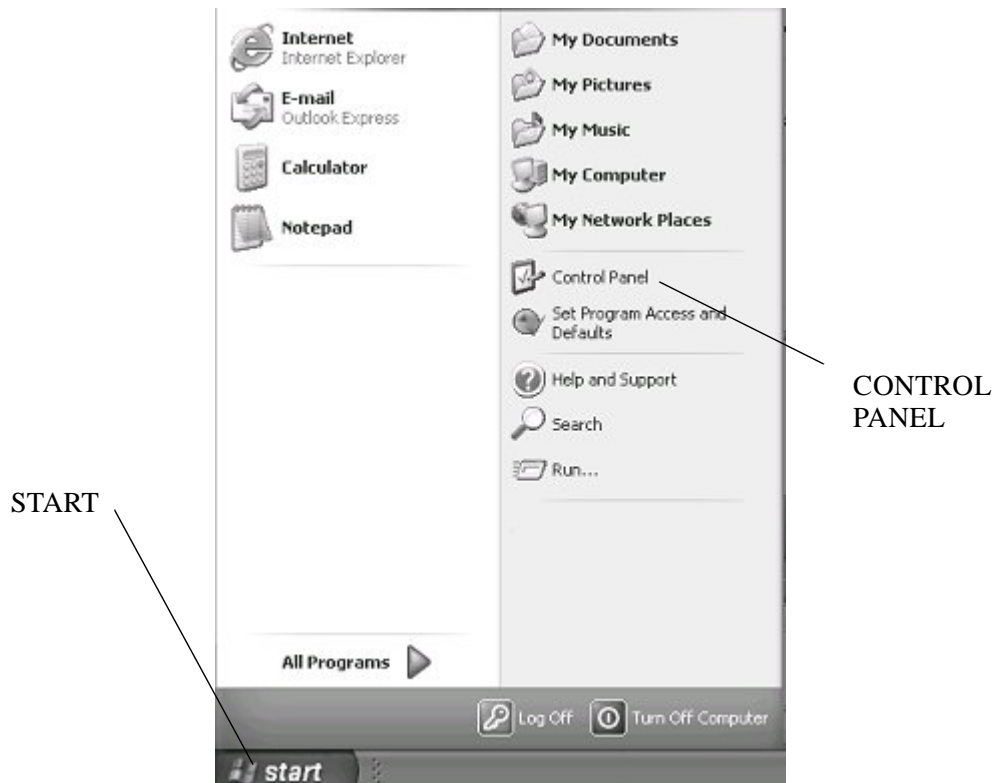 Internet
Internet Explorer
E-mail
Outlook Express
Calculator
Notepad
All Programs
My Documents
My Pictures
My Music
My Computer
My Network Places
Control Panel
Set Program Access and
Defaults
Help and Support
Search
Run...
CONTROL
PANEL
START
Log Off
Turn Off Computer
start